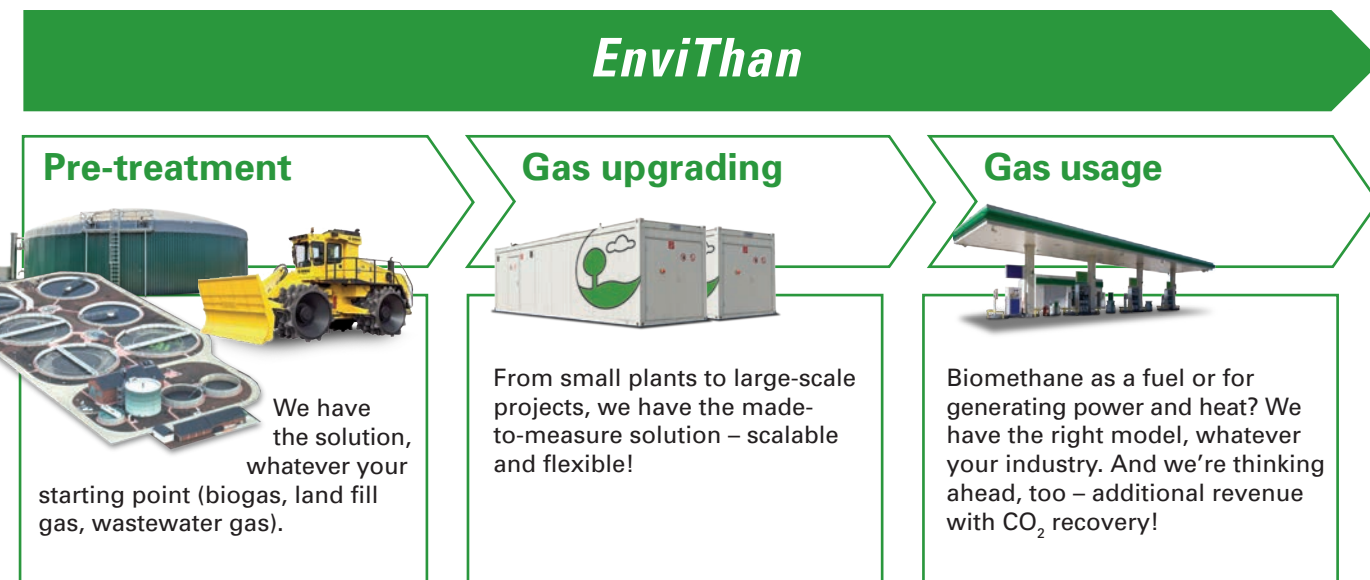 EnviThan
Pre-treatment
We have
the solution,
whatever your
starting point (biogas, land fill
gas, wastewater gas).
Gas upgrading
From small plants to large-scale
projects, we have the made-
to-measure solution – scalable
and flexible!
Gas usage
Biomethane as a fuel or for
generating power and heat? We
have the right model, whatever
your industry. And we’re thinking
ahead, too – additional revenue
with CO₂ recovery!